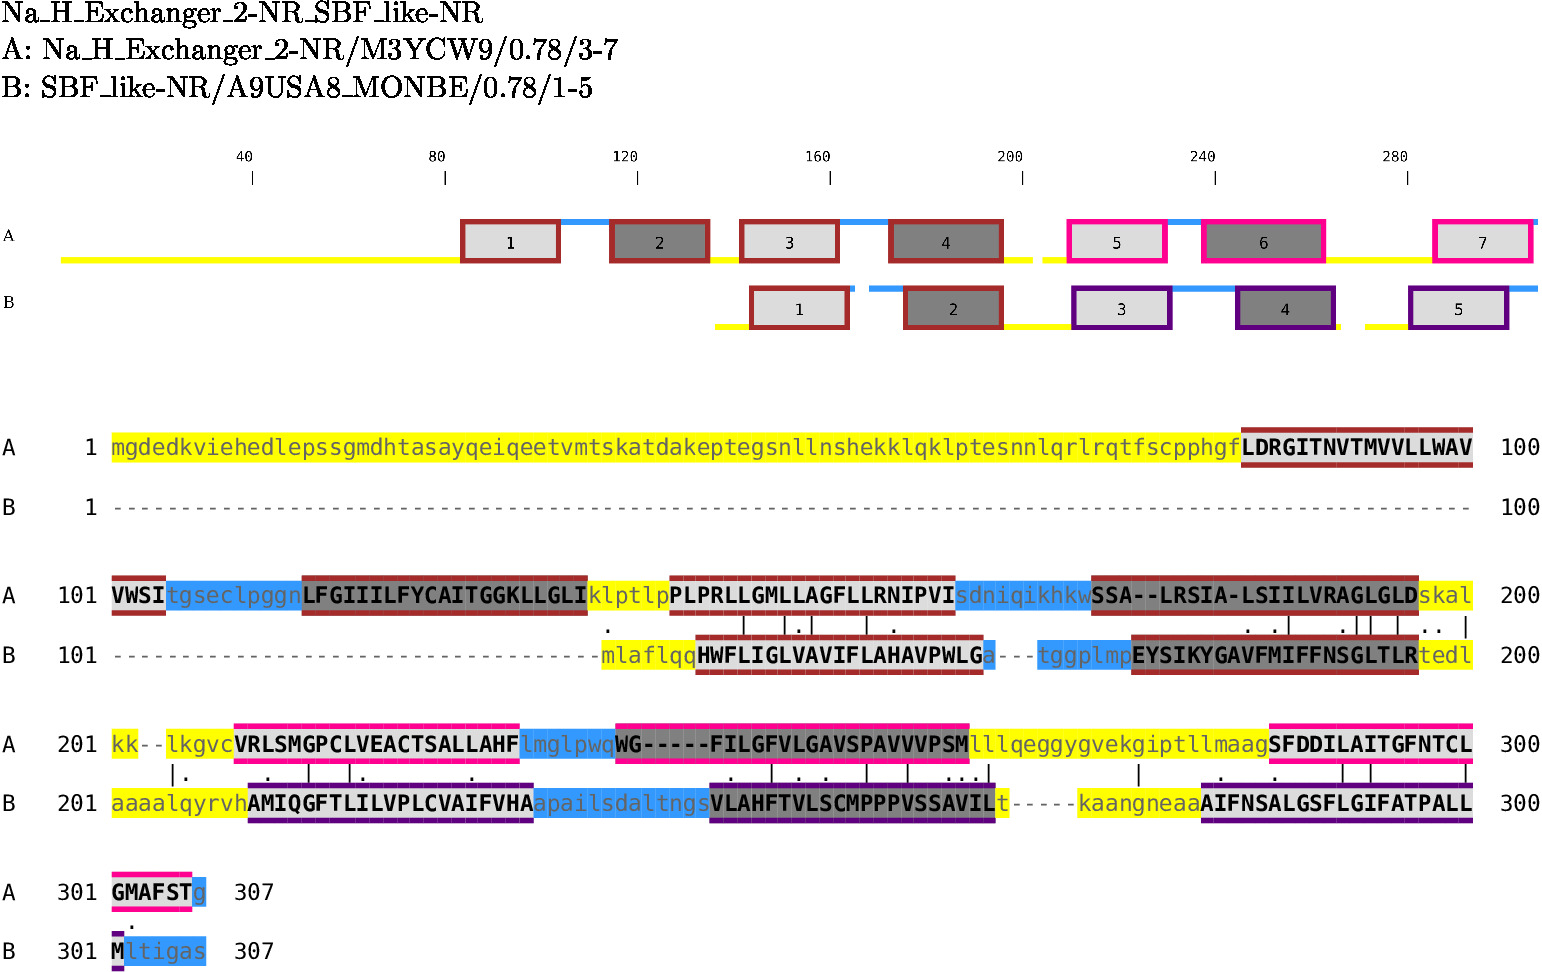 Na_H_Exchanger_2-NR_SBF_like-NR
A: Na_H_Exchanger_2-NR/M3YCW9/0.78/3-7
B: SBF_like-NR/A9USA8_MONBE/0.78/1-5
40 80 120 160 200 240 280
A 1 2 3 4 5 6 7
B 1 2 3 4 5
A 1 mgdedkviehedlepssgmdhtasayqeiqeetvmtskatdakeptegsnllnshekklqklptesnnlqrlrqtfscpphgfLDRGITNVTMVVLLWAV 100
B 1 ---------------------------------------------------------------------------------------------------- 100
A 101 VWSItgseclpggnLFGIIILFYCAITGGKLLGLIklptlpPLPRLLGMLLAGFLLRNIPVIsdniqikhkwSSA--LRSIA-LSIILVRAGLGLDskal 200
B 101 ------------------------------------mlaflqqHWFLIGLVAVIFLAHAVPWLGa---tggplmpEYSIKYGAVFMIFFNSGLTLRtedl 200
A 201 kk--lkgvcVRLSMGPCLVEACTSALLAHFlmglpwqWG-----FILGFVLGAVSPAVVVPSMlllqeggygvekgiptllmaagSFDDILAITGFNTCL 300
B 201 aaaalqyrvhAMIQGFTLILVPLCVAIFVHAapailsdaltngsVLAHFTVLSCMPPPVSSAVILt-----kaangneaaAIFNSALGSFLGIFATPALL 300
A 301 GMAFSTg 307
B 301 Mltigas 307